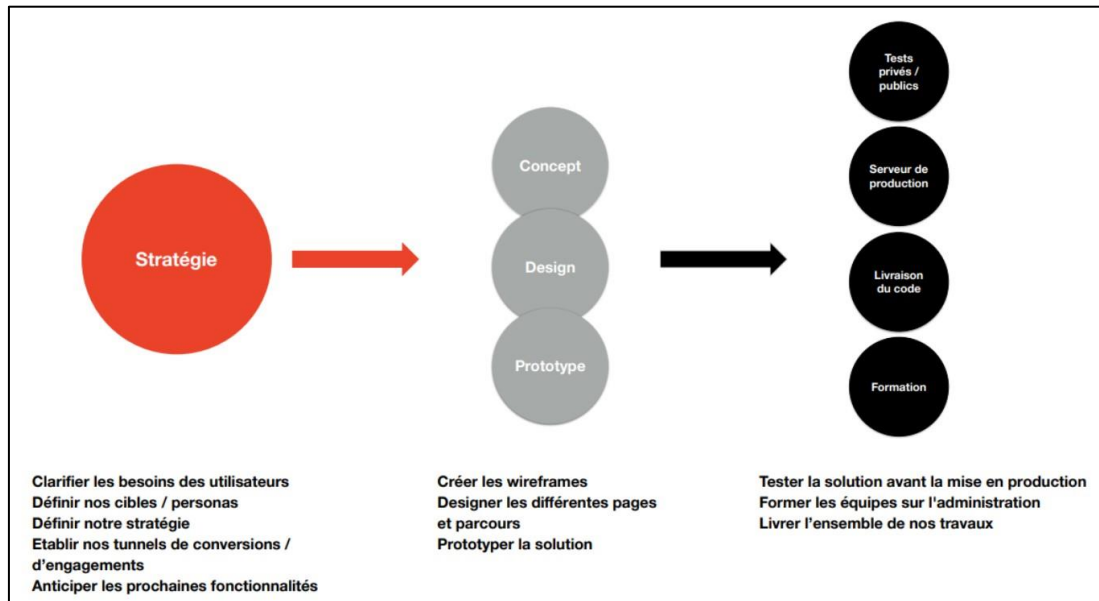 Stratégie
Concept
Design
Prototype
Tests
privés /
publics
Serveur de
production
Livraison
du code
Formation
Clarifier les besoins des utilisateurs
Définir nos cibles / personas
Définir notre stratégie
Etablir nos tunnels de conversions /
d’engagements
Anticiper les prochaines fonctionnalités
Créer les wireframes
Designer les différentes pages
et parcours
Prototyper la solution
Tester la solution avant la mise en production
Former les équipes sur l'administration
Livrer l’ensemble de nos travaux